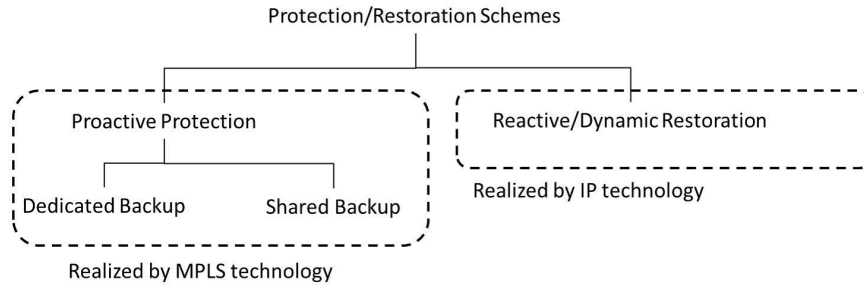 Protection/Restoration Schemes
Proactive Protection
Reactive/Dynamic Restoration
Dedicated Backup
Shared Backup
Realized by IP technology
Realized by MPLS technology